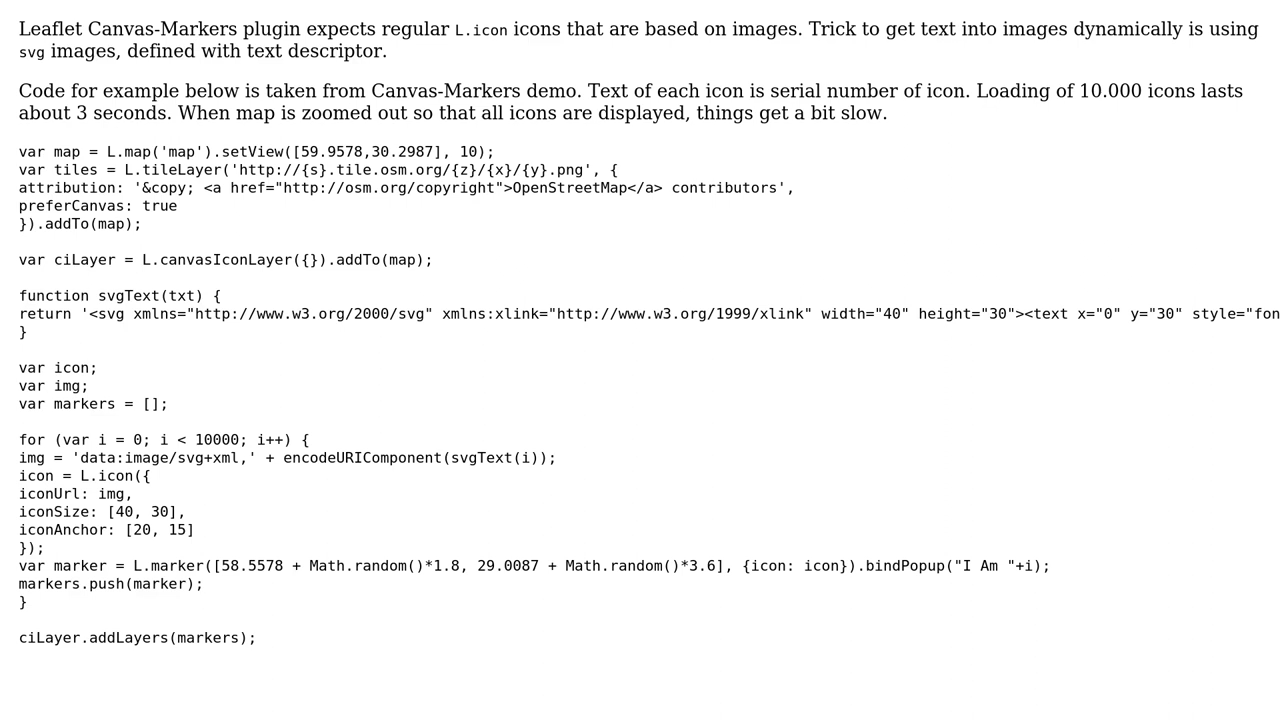 Leaflet Canvas-Markers plugin expects regular L.icon icons that are based on images. Trick to get text into images dynamically is using
svg images, defined with text descriptor.
Code for example below is taken from Canvas-Markers demo. Text of each icon is serial number of icon. Loading of 10.000 icons lasts
about 3 seconds. When map is zoomed out so that all icons are displayed, things get a bit slow.
var map = L.map('map').setView([59.9578,30.2987], 10);
var tiles = L.tileLayer('http://{s}.tile.osm.org/{z}/{x}/{y}.png', {
attribution: '&copy; <a href="http://osm.org/copyright">OpenStreetMap</a> contributors',
preferCanvas: true
}).addTo(map);
var ciLayer = L.canvasIconLayer({}).addTo(map);
function svgText(txt) {
return '<svg xmlns="http://www.w3.org/2000/svg" xmlns:xlink="http://www.w3.org/1999/xlink" width="40" height="30"><text x="0" y="30" style="fon
}
var icon;
var img;
var markers = [];
for (var i = 0; i < 10000; i++) {
img = 'data:image/svg+xml,' + encodeURIComponent(svgText(i));
icon = L.icon({
iconUrl: img,
iconSize: [40, 30],
iconAnchor: [20, 15]
});
var marker = L.marker([58.5578 + Math.random()*1.8, 29.0087 + Math.random()*3.6], {icon: icon}).bindPopup("I Am "+i);
markers.push(marker);
}
ciLayer.addLayers(markers);